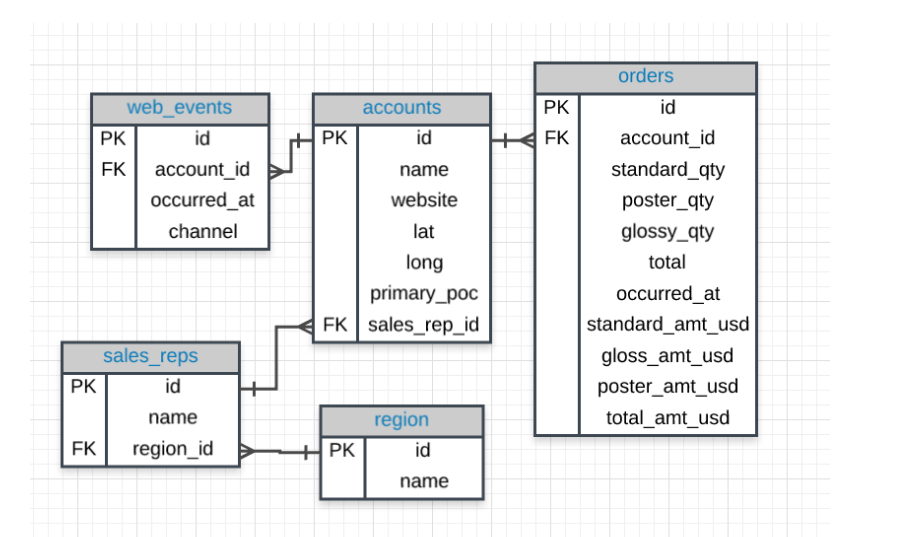 web_events
PK id
FK account_id
occurred_at
channel
accounts
PK id
name
website
lat
long
primary_poc
FK sales_rep_id
orders
PK id
FK account_id
standard_qty
poster_qty
glossy_qty
total
occurred_at
standard_amt_usd
gloss_amt_usd
poster_amt_usd
total_amt_usd
sales_reps
PK id
name
FK region_id
region
PK id
name